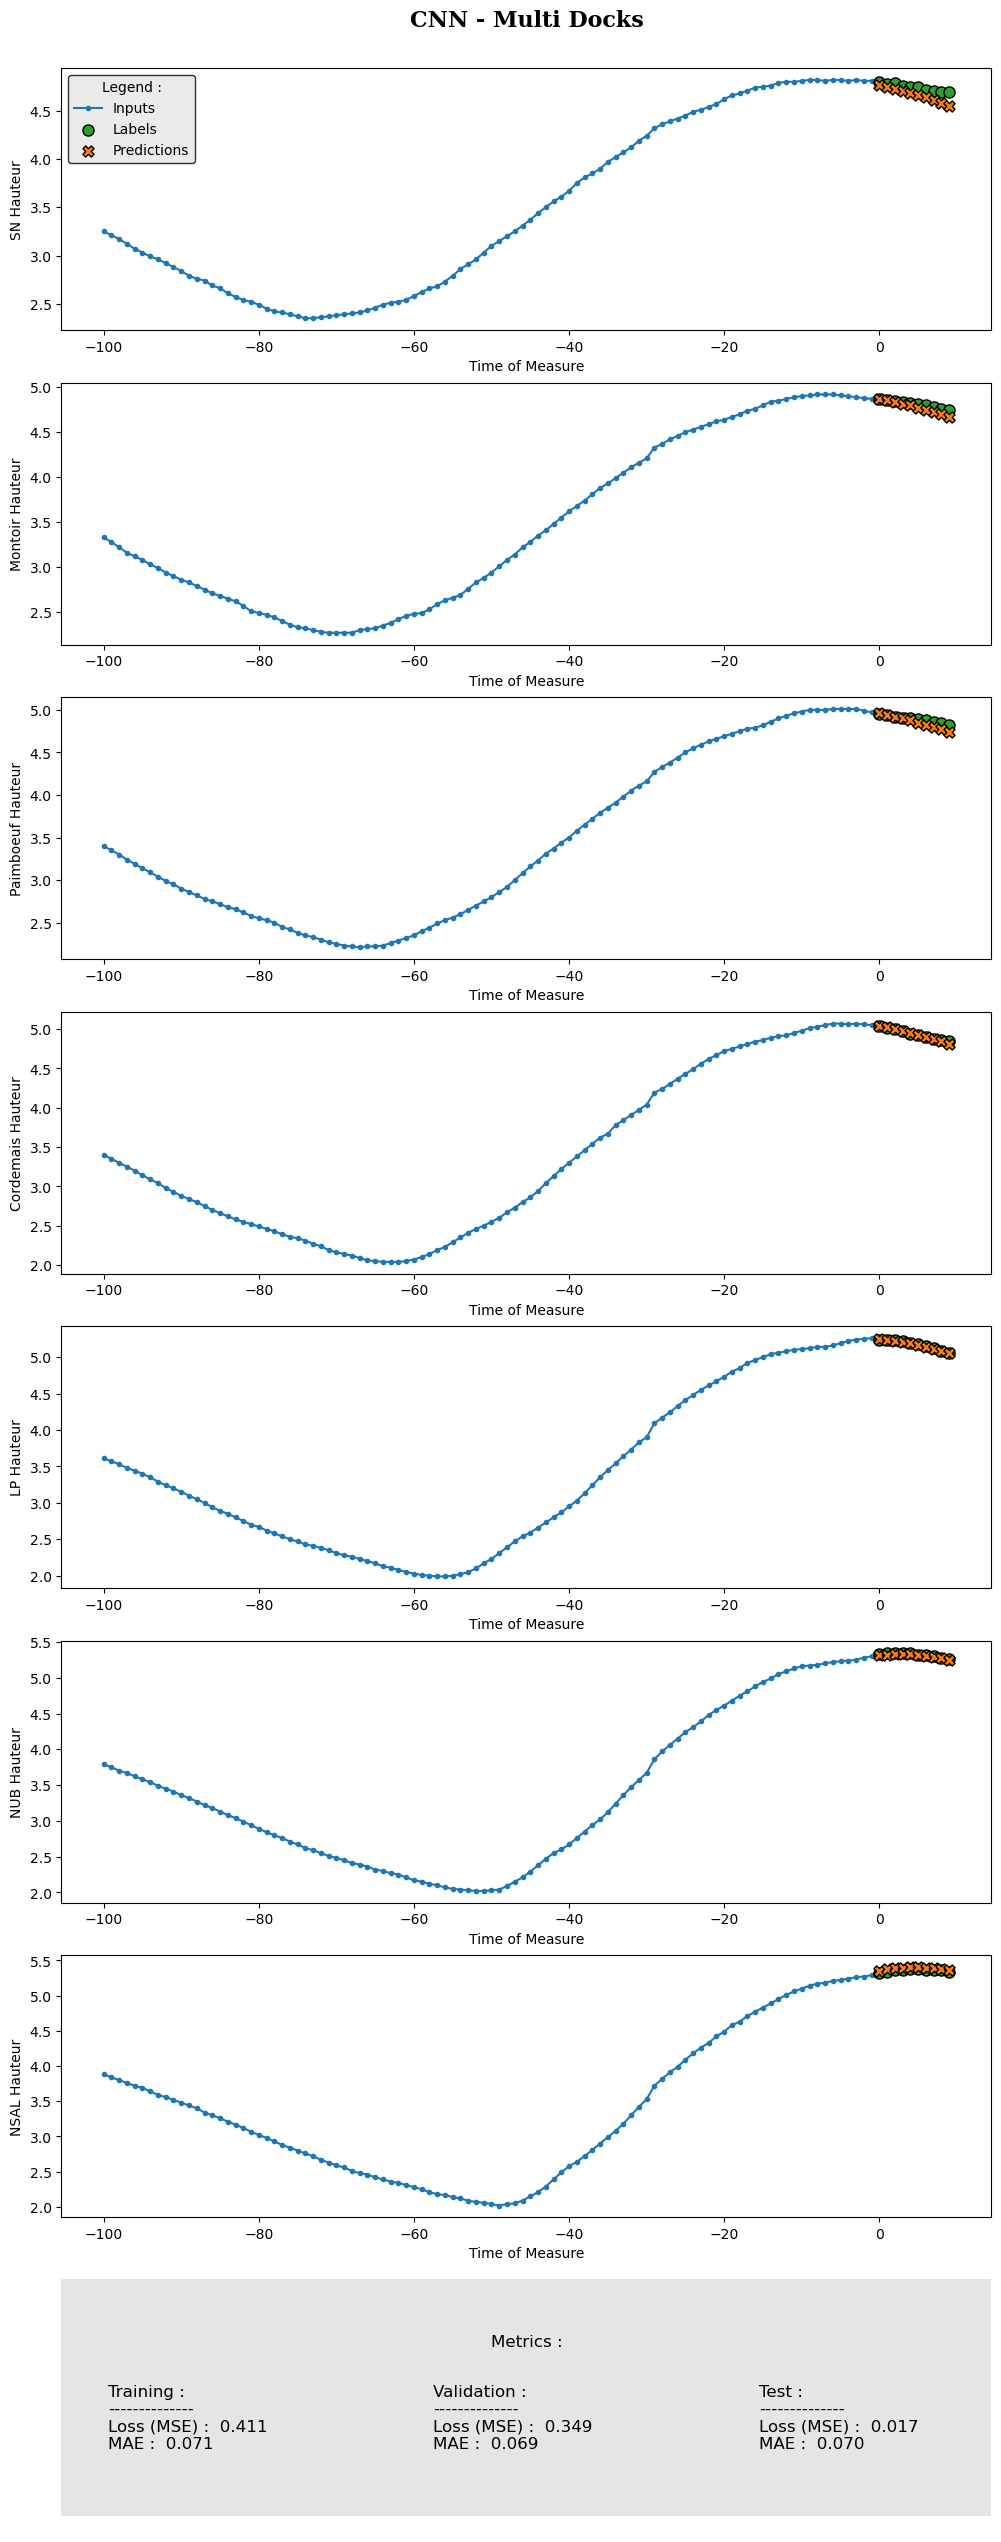 CNN - Multi Docks
Legend :
Inputs
Labels
Predictions
SN Hauteur
4.5
4.0
3.5
3.0
2.5
−100 −80 −60 −40 −20 0
Time of Measure
Montoir Hauteur
5.0
4.5
4.0
3.5
3.0
2.5
−100 −80 −60 −40 −20 0
Time of Measure
Paimboeuf Hauteur
5.0
4.5
4.0
3.5
3.0
2.5
−100 −80 −60 −40 −20 0
Time of Measure
Cordemais Hauteur
5.0
4.5
4.0
3.5
3.0
2.5
2.0
−100 −80 −60 −40 −20 0
Time of Measure
LP Hauteur
5.0
4.5
4.0
3.5
3.0
2.5
2.0
−100 −80 −60 −40 −20 0
Time of Measure
NUB Hauteur
5.5
5.0
4.5
4.0
3.5
3.0
2.5
2.0
−100 −80 −60 −40 −20 0
Time of Measure
NSAL Hauteur
5.5
5.0
4.5
4.0
3.5
3.0
2.5
2.0
−100 −80 −60 −40 −20 0
Time of Measure
Metrics :
Training :
--------------
Loss (MSE) :  0.411
MAE :  0.071
Validation :
--------------
Loss (MSE) :  0.349
MAE :  0.069
Test :
--------------
Loss (MSE) :  0.017
MAE :  0.070